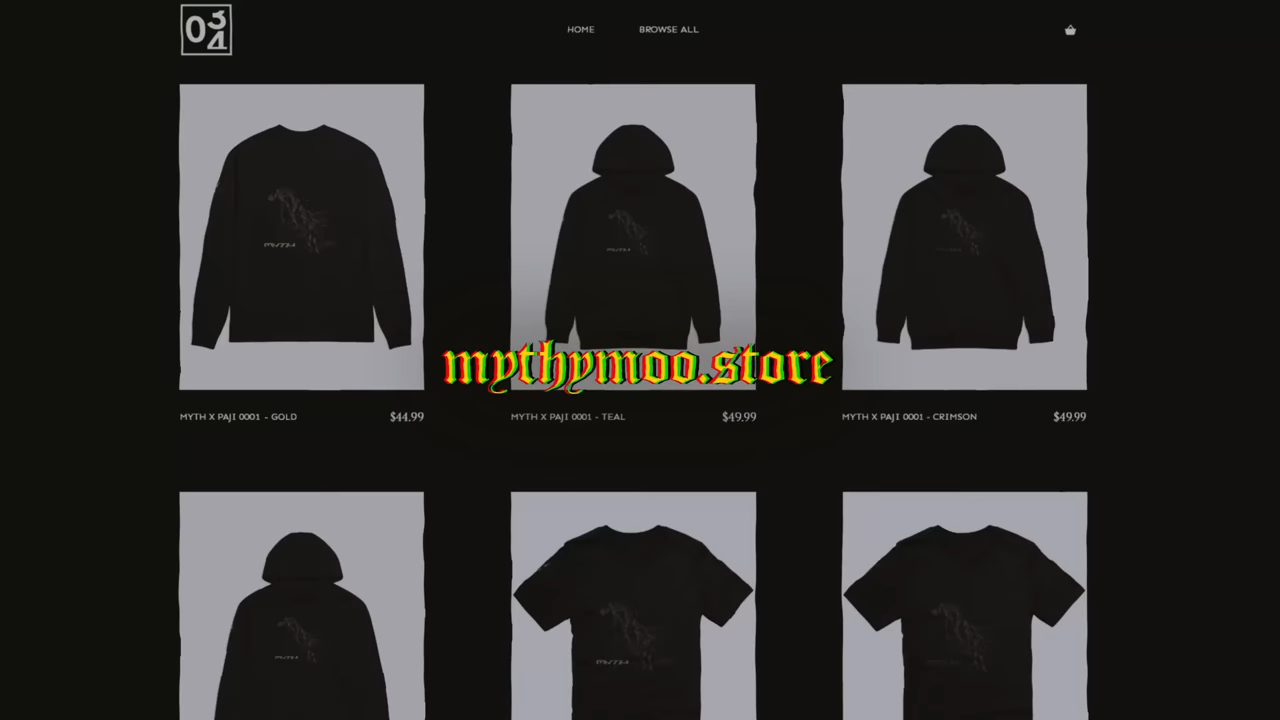 034
HOME
BROWSE ALL
mythymoo.store
MYTH X PAJI 0001 - GOLD
$44.99
MYTH X PAJI 0001 - TEAL
$49.99
MYTH X PAJI 0001 - CRIMSON
$49.99